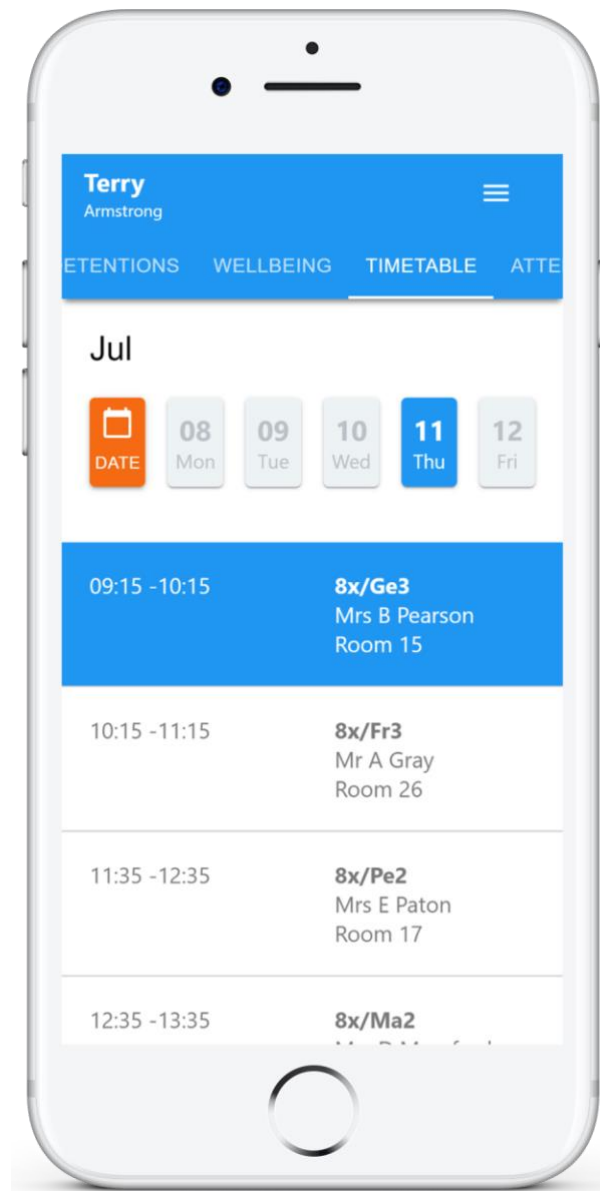 Terry
Armstrong
ETENTIONS WELLBEING TIMETABLE ATTE
Jul
DATE 08 Mon 09 Tue 10 Wed 11 Thu 12 Fri
09:15 -10:15
8x/Ge3
Mrs B Pearson
Room 15
10:15 -11:15
8x/Fr3
Mr A Gray
Room 26
11:35 -12:35
8x/Pe2
Mrs E Paton
Room 17
12:35 -13:35
8x/Ma2